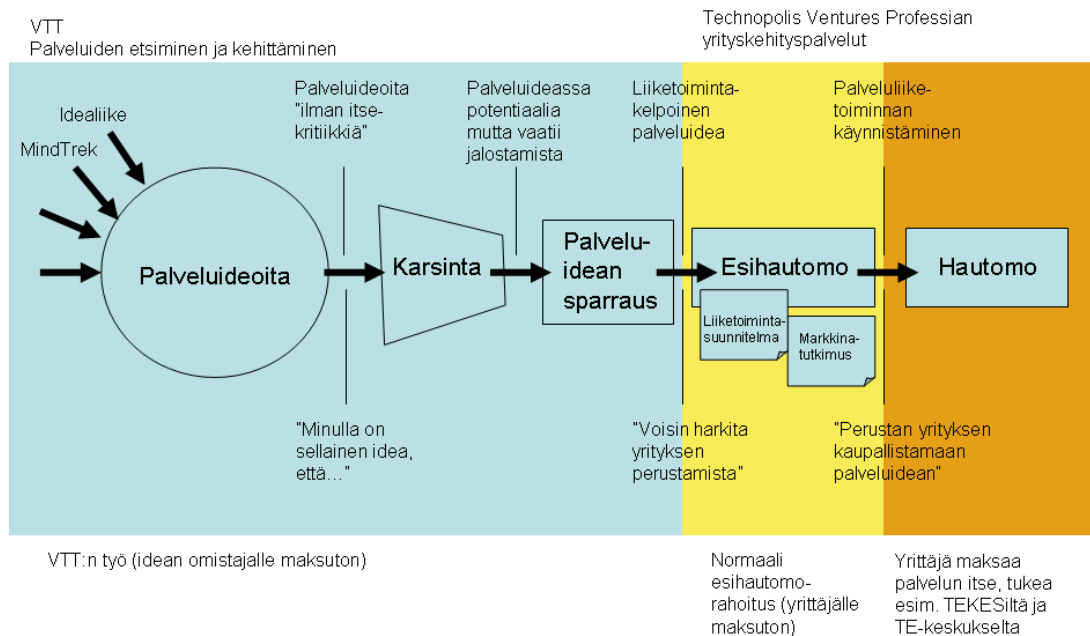 VTT
Palveluiden etsiminen ja kehittäminen
Technopolis Ventures Professian
yrityskehityspalvelut
Idealiike
MindTrek
Palveluideoita
"ilman itse-
kritiikkiä"
Palveluideassa
potentiaalia
mutta vaatii
jalostamista
Liiketoiminta-
kelpoinen
palveluidea
Palveluliike-
toiminnan
käynnistäminen
Palveluideoita
Karsinta
Palvelu-
idean
sparraus
Esihautomo
Hautomo
Liiketoiminta-
suunnitelma
Markkina-
tutkimus
"Minulla on
sellainen idea,
että…"
"Voisin harkita
yrityksen
perustamista"
"Perustan yrityksen
kaupallistamaan
palveluidean"
VTT:n työ (idean omistajalle maksuton)
Normaali
esihautomo-
rahoitus (yrittäjälle
maksuton)
Yrittäjä maksaa
palvelun itse, tukea
esim. TEKESiltä ja
TE-keskukselta